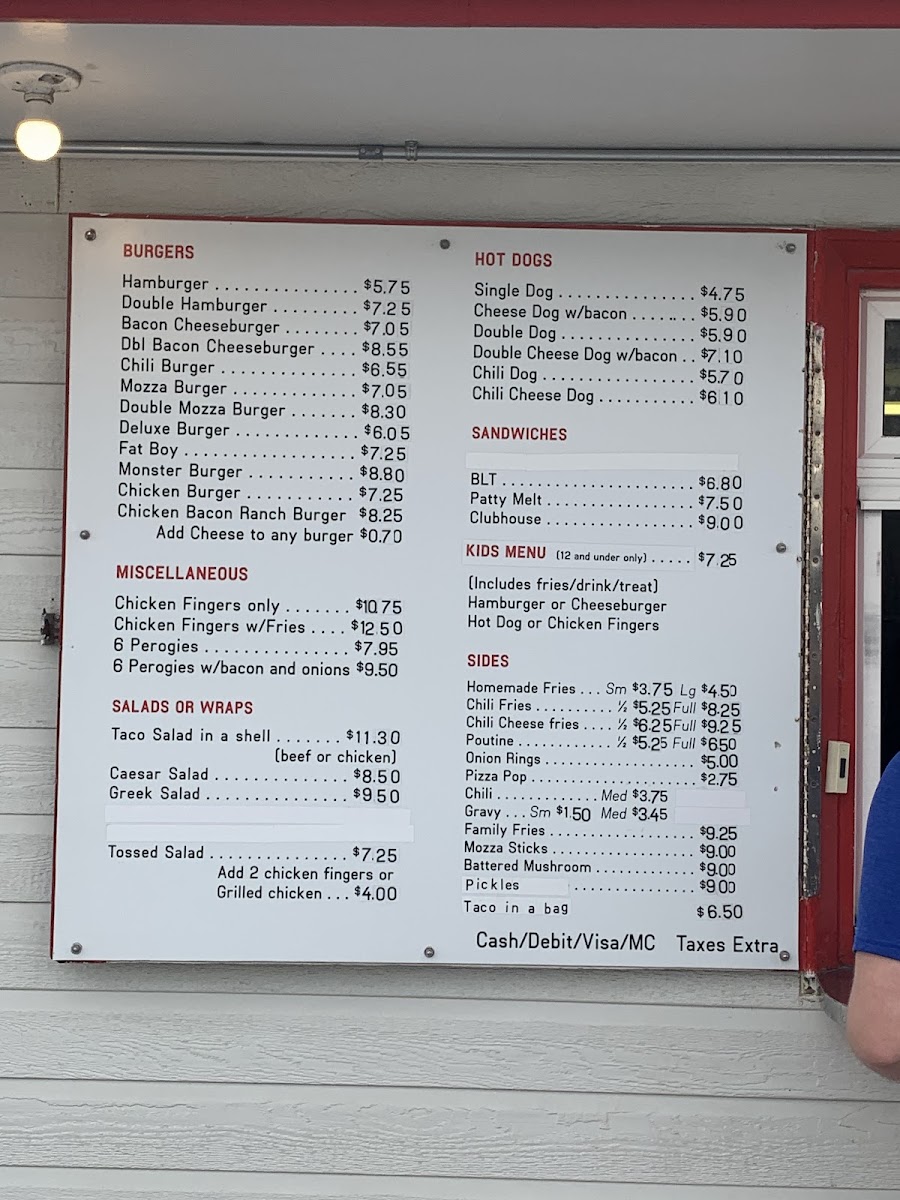 BURGERS
Hamburger . . . . . . . . . . . . . . . $5.75
Double Hamburger . . . . . . . . . $7.25
Bacon Cheeseburger . . . . . . . $7.05
Dbl Bacon Cheeseburger . . . . $8.55
Chili Burger . . . . . . . . . . . . . . $6.55
Mozza Burger . . . . . . . . . . . . . $7.05
Double Mozza Burger . . . . . . . $8.30
Deluxe Burger . . . . . . . . . . . . . $6.05
Fat Boy . . . . . . . . . . . . . . . . . . $7.25
Monster Burger . . . . . . . . . . . $8.80
Chicken Burger . . . . . . . . . . . $7.25
Chicken Bacon Ranch Burger $8.25
Add Cheese to any burger $0.70
MISCELLANEOUS
Chicken Fingers only . . . . . . . $10.75
Chicken Fingers w/Fries . . . . $12.50
6 Perogies . . . . . . . . . . . . . . . $7.95
6 Perogies w/bacon and onions $9.50
SALADS OR WRAPS
Taco Salad in a shell . . . . . . . $11.30
(beef or chicken)
Caesar Salad . . . . . . . . . . . . . $8.50
Greek Salad . . . . . . . . . . . . . . $9.50
Tossed Salad . . . . . . . . . . . . . . $7.25
Add 2 chicken fingers or
Grilled chicken . . . $4.00
HOT DOGS
Single Dog . . . . . . . . . . . . . . . $4.75
Cheese Dog w/bacon . . . . . . . $5.90
Double Dog . . . . . . . . . . . . . . . $5.90
Double Cheese Dog w/bacon . . $7.10
Chili Dog . . . . . . . . . . . . . . . . . $5.70
Chili Cheese Dog . . . . . . . . . . . $6.10
SANDWICHES
BLT . . . . . . . . . . . . . . . . . . . . . $6.80
Patty Melt . . . . . . . . . . . . . . . . $7.50
Clubhouse . . . . . . . . . . . . . . . . $9.00
KIDS MENU (12 and under only) . . . . . $7.25
(Includes fries/drink/treat)
Hamburger or Cheeseburger
Hot Dog or Chicken Fingers
SIDES
Homemade Fries . . . Sm $3.75 Lg $4.50
Chili Fries . . . . . . . . . . ½ $5.25 Full $8.25
Chili Cheese fries . . . . ½ $6.25 Full $9.25
Poutine . . . . . . . . . . . . ½ $5.25 Full $650
Onion Rings . . . . . . . . . . . . . . . . . . . $5.00
Pizza Pop . . . . . . . . . . . . . . . . . . . . . $2.75
Chili . . . . . . . . . . . . . Med $3.75
Gravy . . . Sm $1.50 Med $3.45
Family Fries . . . . . . . . . . . . . . . . . . $9.25
Mozza Sticks . . . . . . . . . . . . . . . . . . $9.00
Battered Mushroom . . . . . . . . . . . . $9.00
Pickles . . . . . . . . . . . . . . . $9.00
Taco in a bag $6.50
Cash/Debit/Visa/MC Taxes Extra